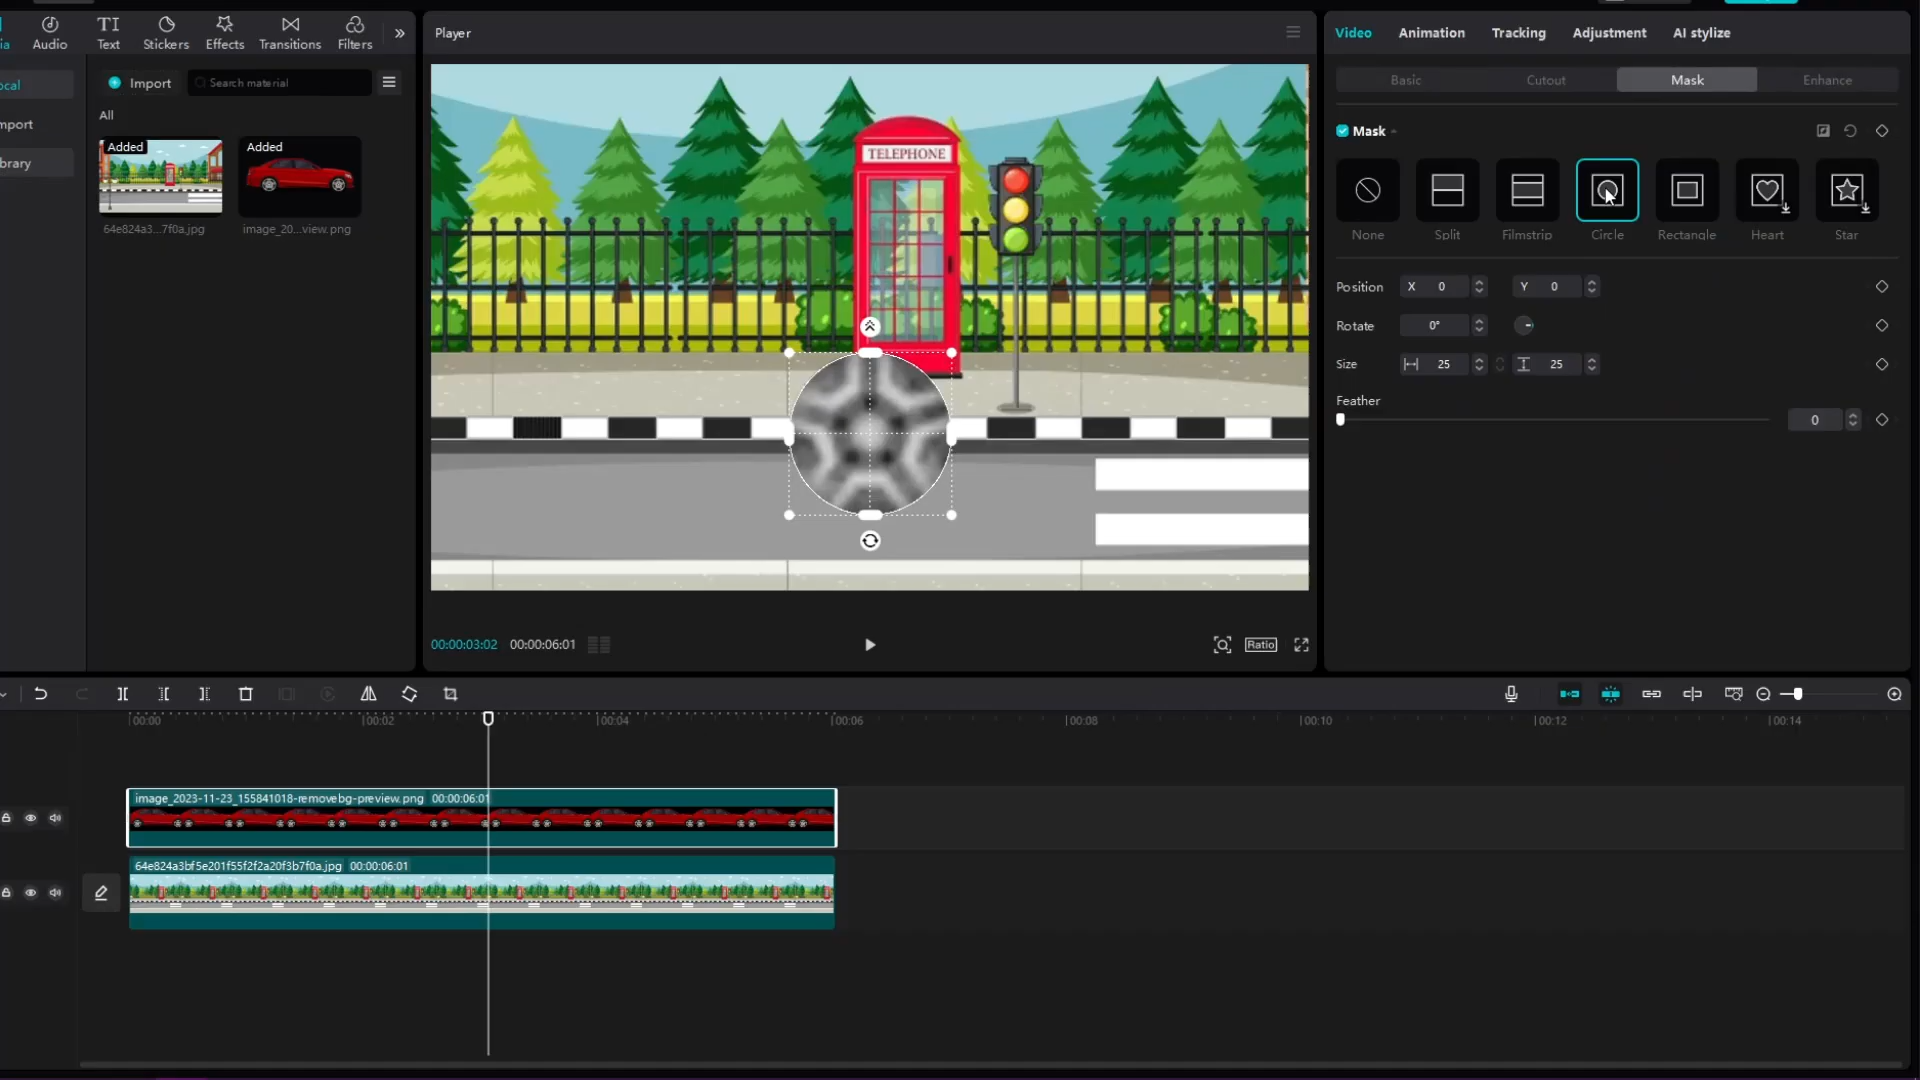 ia
Audio
Text
Stickers
Effects
Transitions
Filters
Player
Video
Animation
Tracking
Adjustment
AI stylize
ocal
Import
Search material
Basic
Cutout
Mask
Enhance
All
mport
Mask
Added
Added
brary
TELEPHONE
64e824a3...7f0a.jpg
image_20...view.png
None
Split
Filmstrip
Circle
Rectangle
Heart
Star
Position
X 0
Y 0
Rotate
0°
Size
25
25
Feather
0
00:00:03:02
00:00:06:01
Ratio
00:00
00:02
00:04
00:06
00:08
00:10
00:12
00:14
image_2023-11-23_155841018-removebg-preview.png 00:00:06:01
64e824a3bf5e201f55f2f2a20f3b7f0a.jpg 00:00:06:01